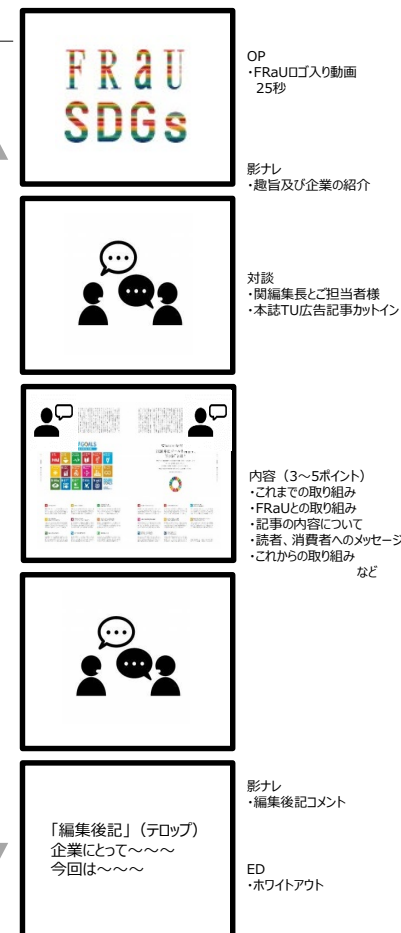 FRaU
SDGs
OP
・FRaUロゴ入り動画
25秒
影ナレ
・趣旨及び企業の紹介
対談
・関編集長とご担当者様
・本誌TU広告記事カットイン
内容（3～5ポイント）
・これまでの取り組み
・FRaUとの取り組み
・記事の内容について
・読者、消費者へのメッセージ
・これからの取り組み
など
「編集後記」（テロップ）
企業にとって～～～
今回は～～～
影ナレ
・編集後記コメント
ED
・ホワイトアウト